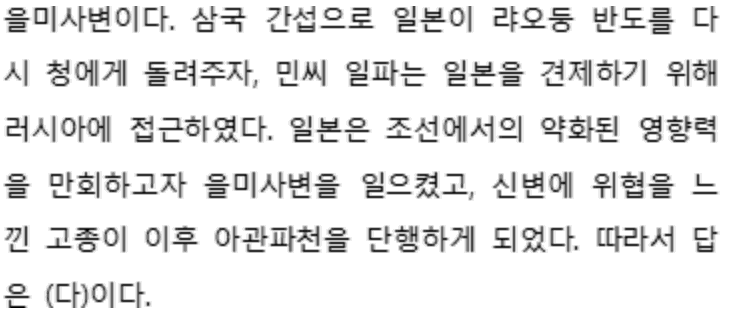 을미사변이다. 삼국 간섭으로 일본이 랴오둥 반도를 다
시 청에게 돌려주자, 민씨 일파는 일본을 견제하기 위해
러시아에 접근하였다. 일본은 조선에서의 약화된 영향력
을 만회하고자 을미사변을 일으켰고, 신변에 위협을 느
낀 고종이 이후 아관파천을 단행하게 되었다. 따라서 답
은 (다)이다.